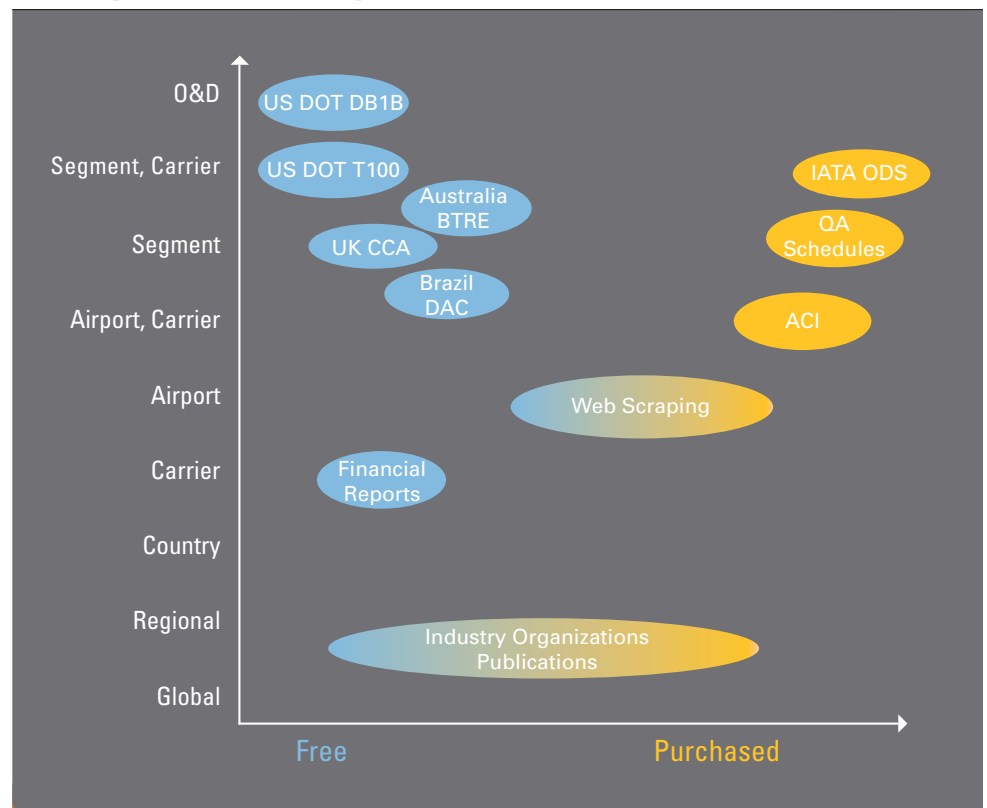 O&D
US DOT DB1B
Segment, Carrier
US DOT T100
IATA ODS
Australia
BTRE
Segment
UK CCA
QA
Schedules
Brazil
DAC
Airport, Carrier
ACI
Airport
Web Scraping
Carrier
Financial
Reports
Country
Regional
Industry Organizations
Publications
Global
Free
Purchased